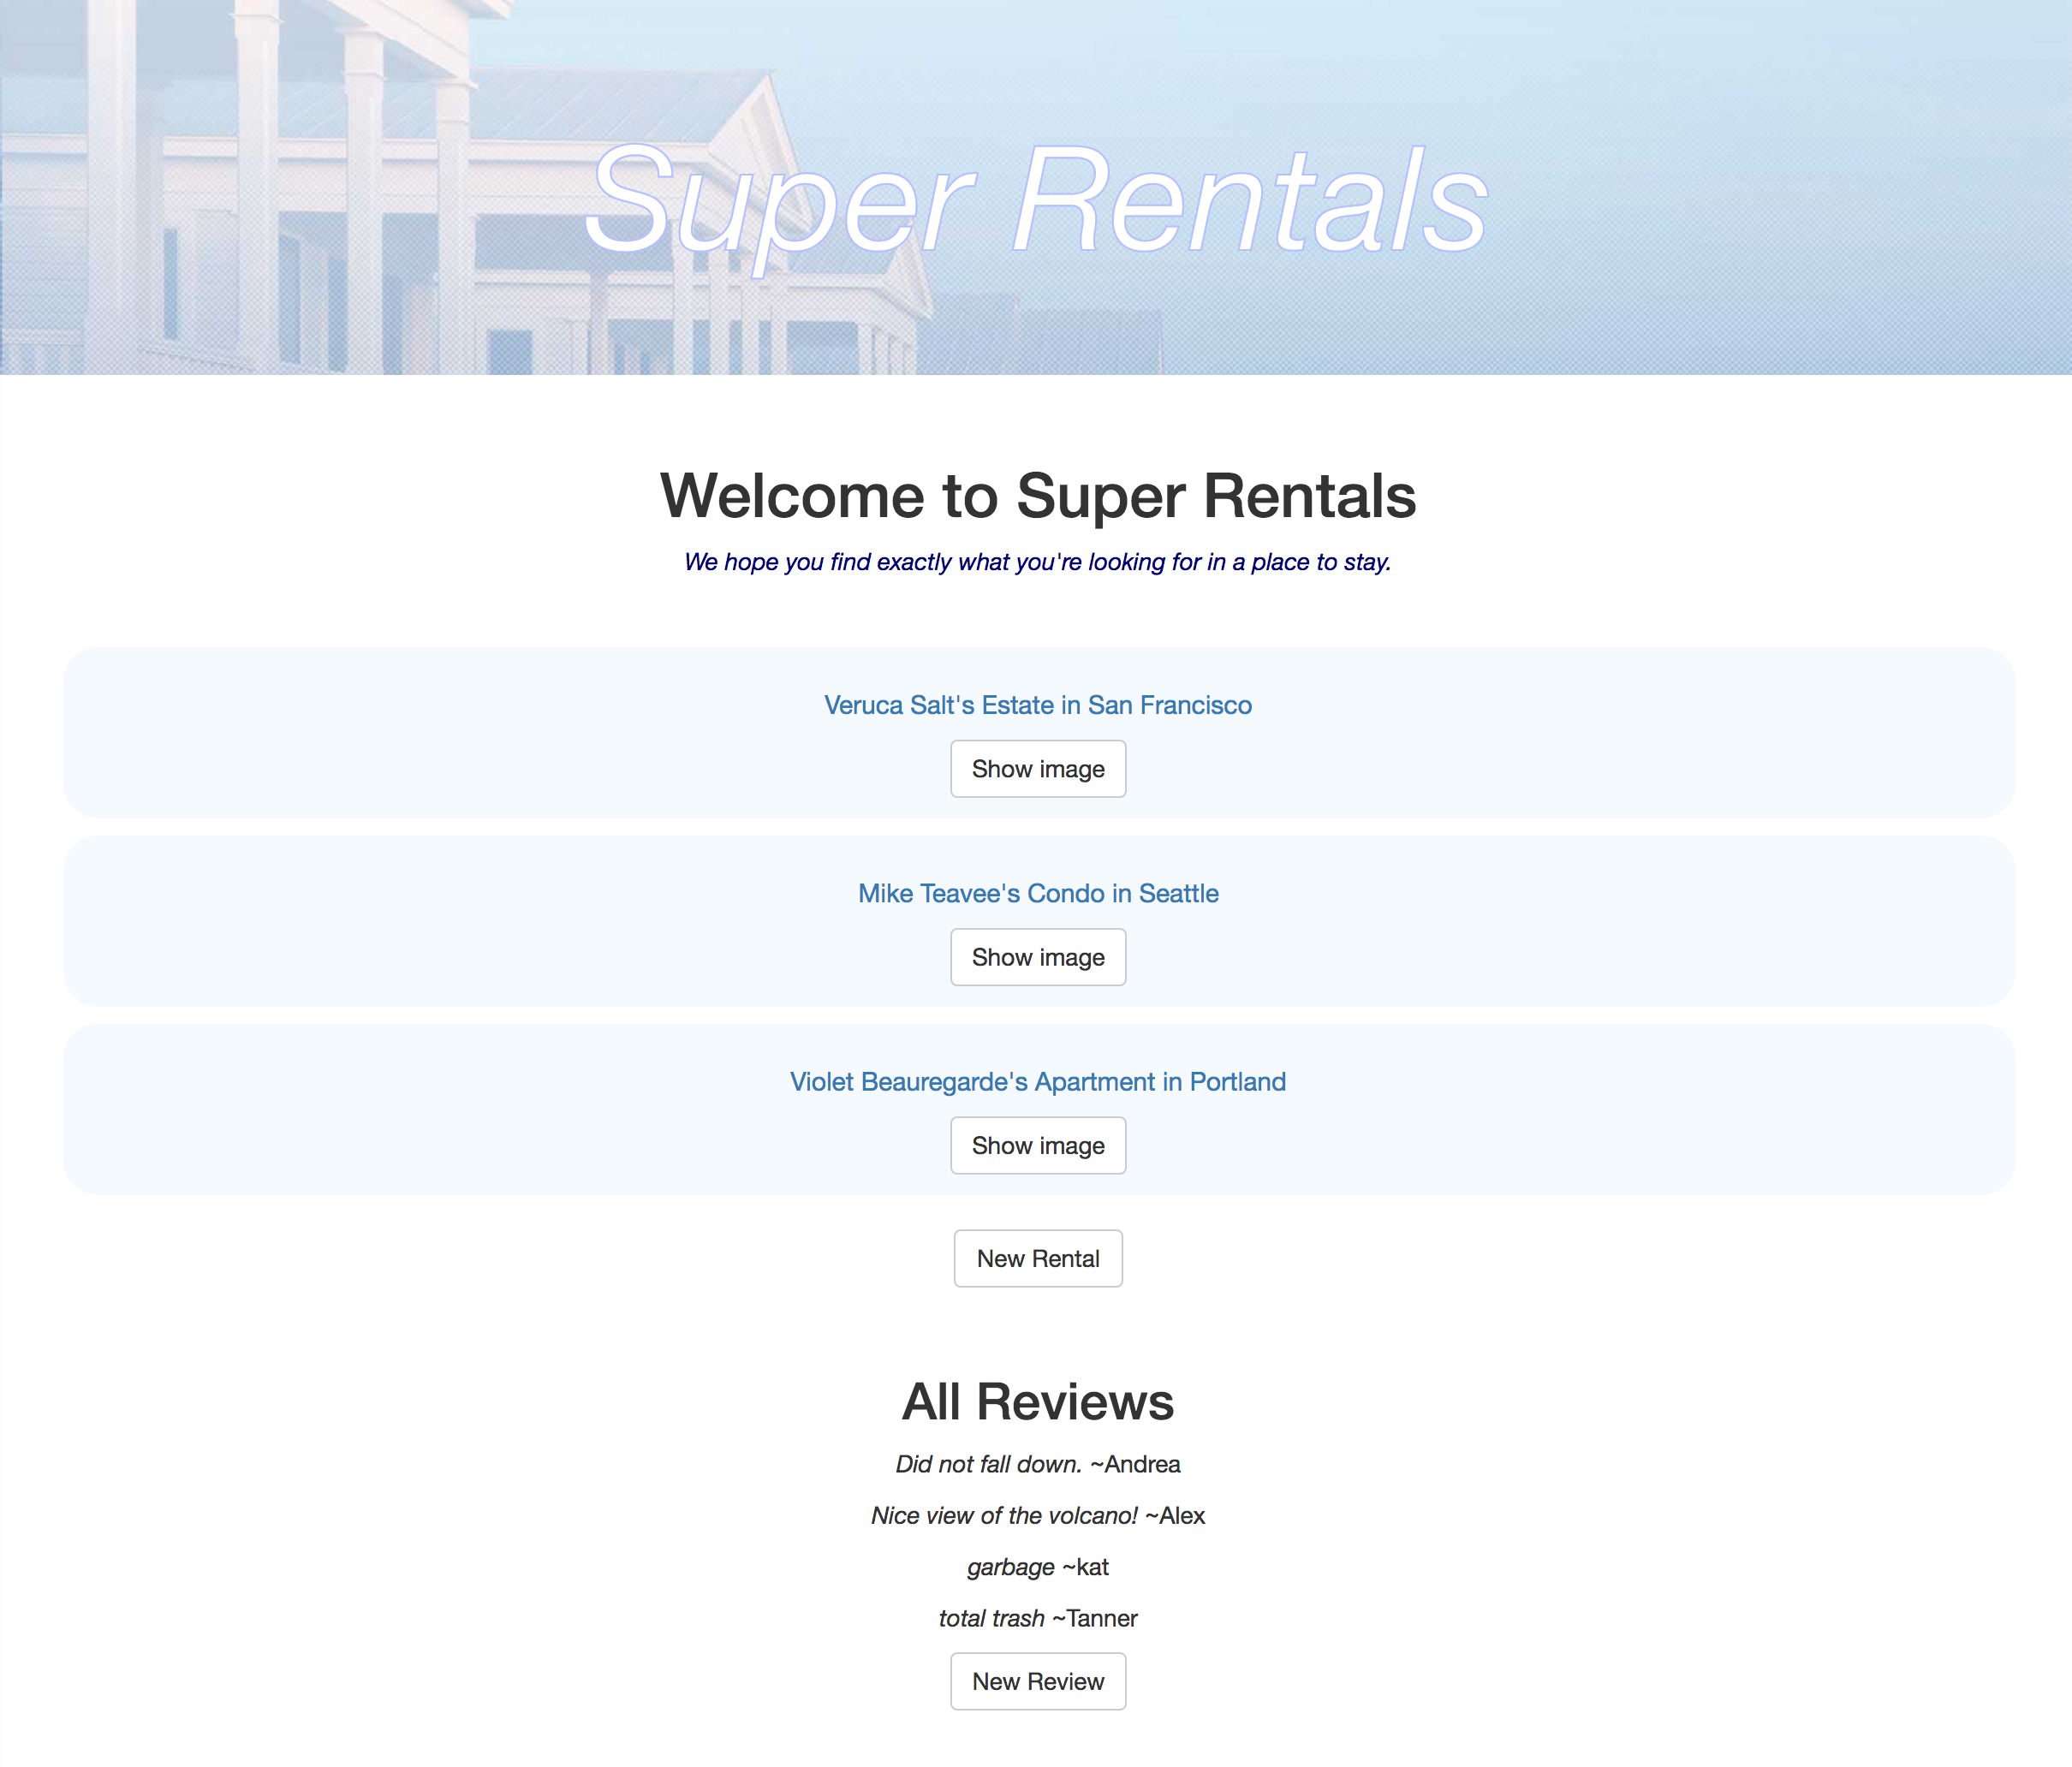 Super Rentals
Welcome to Super Rentals
We hope you find exactly what you're looking for in a place to stay.
Veruca Salt's Estate in San Francisco
Show image
Mike Teavee's Condo in Seattle
Show image
Violet Beauregarde's Apartment in Portland
Show image
New Rental
All Reviews
Did not fall down. ~Andrea
Nice view of the volcano! ~Alex
garbage ~kat
total trash ~Tanner
New Review